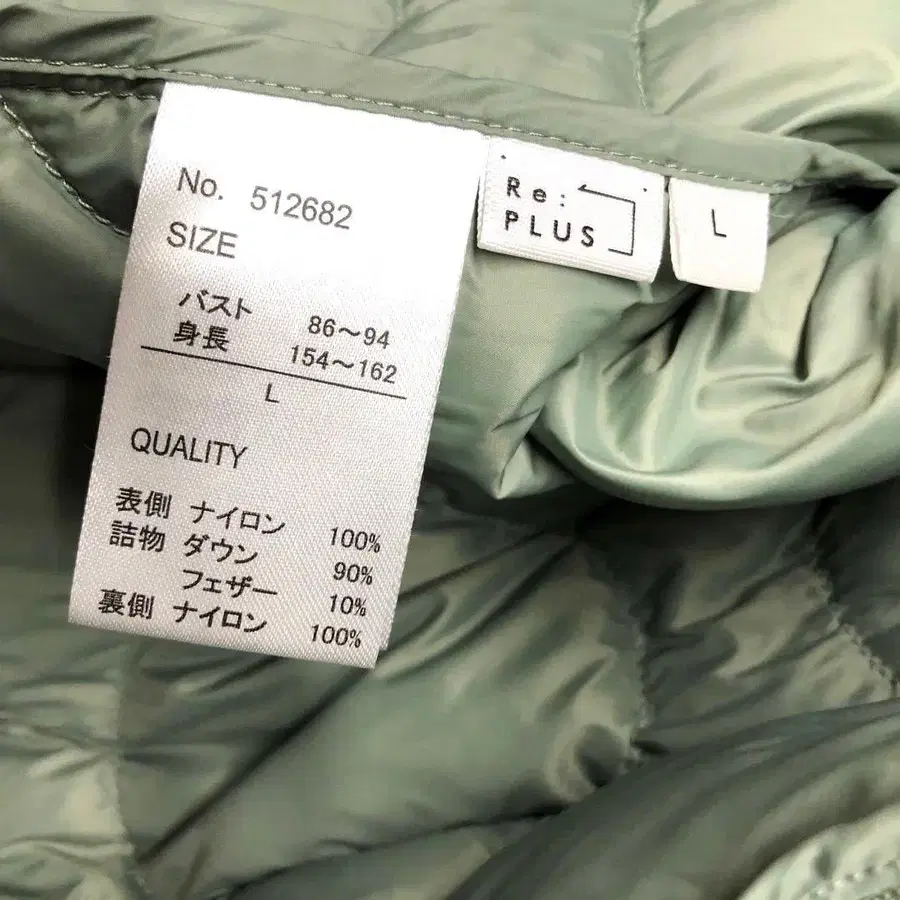 No. 512682
SIZE
バスト 86～94
身長 154～162
L
QUALITY
表側 ナイロン 100%
詰物 ダウン 90%
フェザー 10%
裏側 ナイロン 100%
Re:
PLUS
L